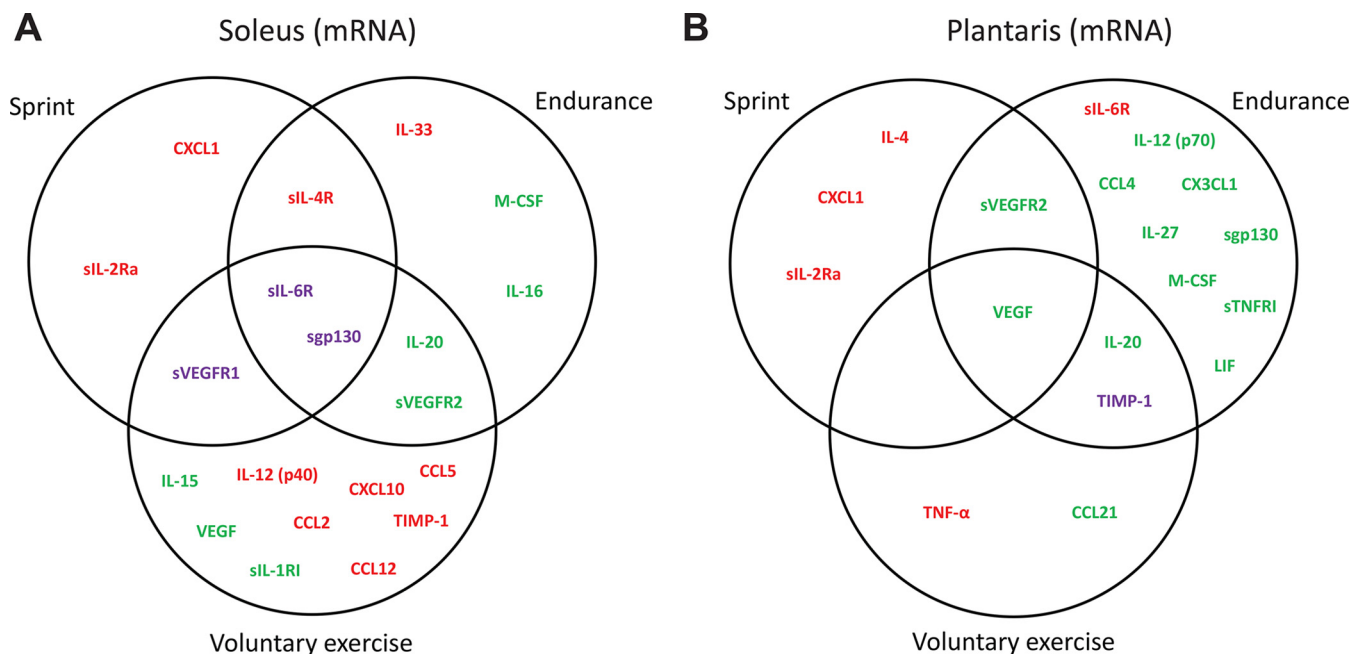 A
Soleus (mRNA)
Sprint
Endurance
CXCL1
IL-33
sIL-4R
M-CSF
sIL-2Ra
sIL-6R
IL-16
sgp130
IL-20
sVEGFR1
sVEGFR2
IL-15
IL-12 (p40)
CCL5
CXCL10
VEGF
CCL2
TIMP-1
sIL-1RI
CCL12
Voluntary exercise
B
Plantaris (mRNA)
Sprint
Endurance
sIL-6R
IL-4
IL-12 (p70)
CXCL1
CCL4
CX3CL1
sVEGFR2
IL-27
sgp130
sIL-2Ra
M-CSF
sTNFRI
VEGF
IL-20
LIF
TIMP-1
TNF-α
CCL21
Voluntary exercise